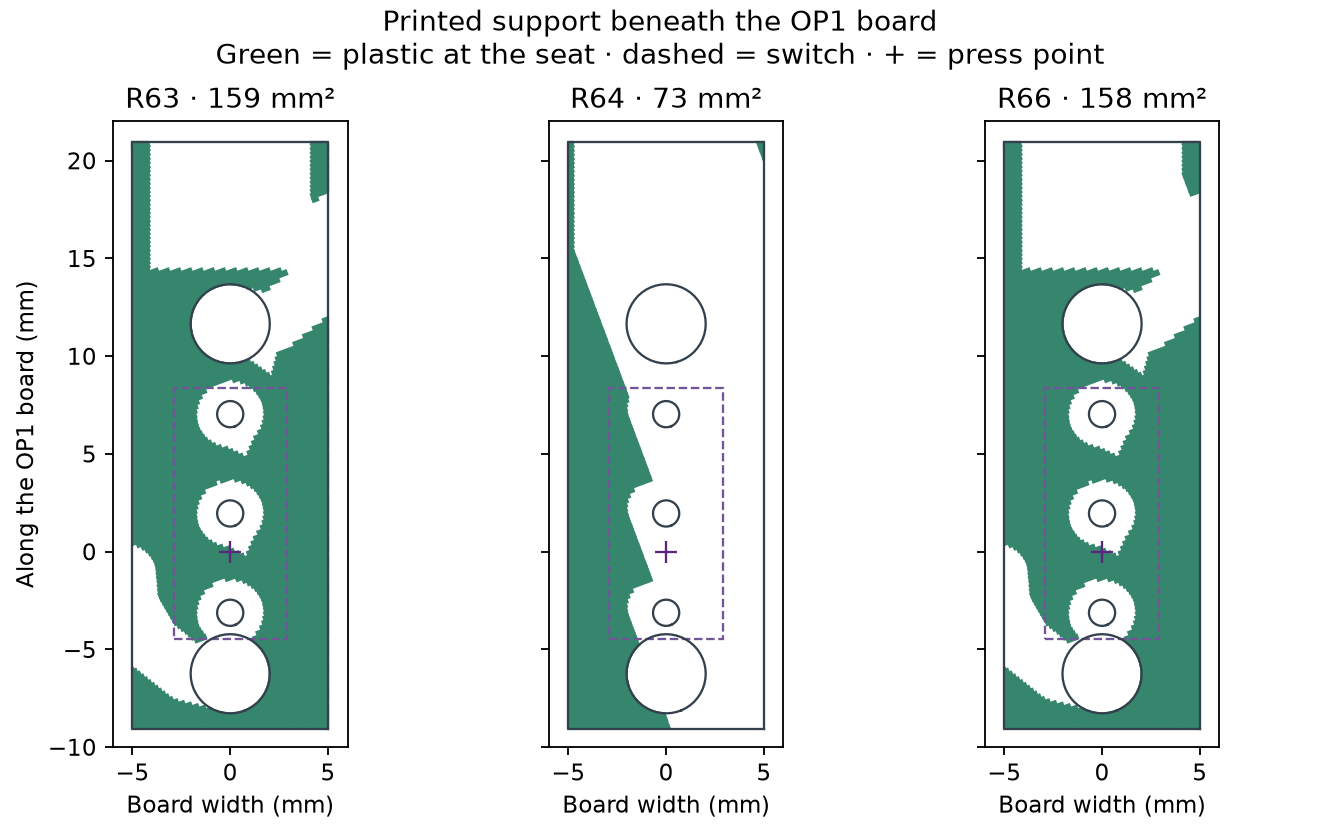 Printed support beneath the OP1 board
Green = plastic at the seat · dashed = switch · + = press point
R63 · 159 mm²
R64 · 73 mm²
R66 · 158 mm²
Along the OP1 board (mm)
20
15
10
5
0
−5
−10
−5 0 5
−5 0 5
−5 0 5
Board width (mm)
Board width (mm)
Board width (mm)